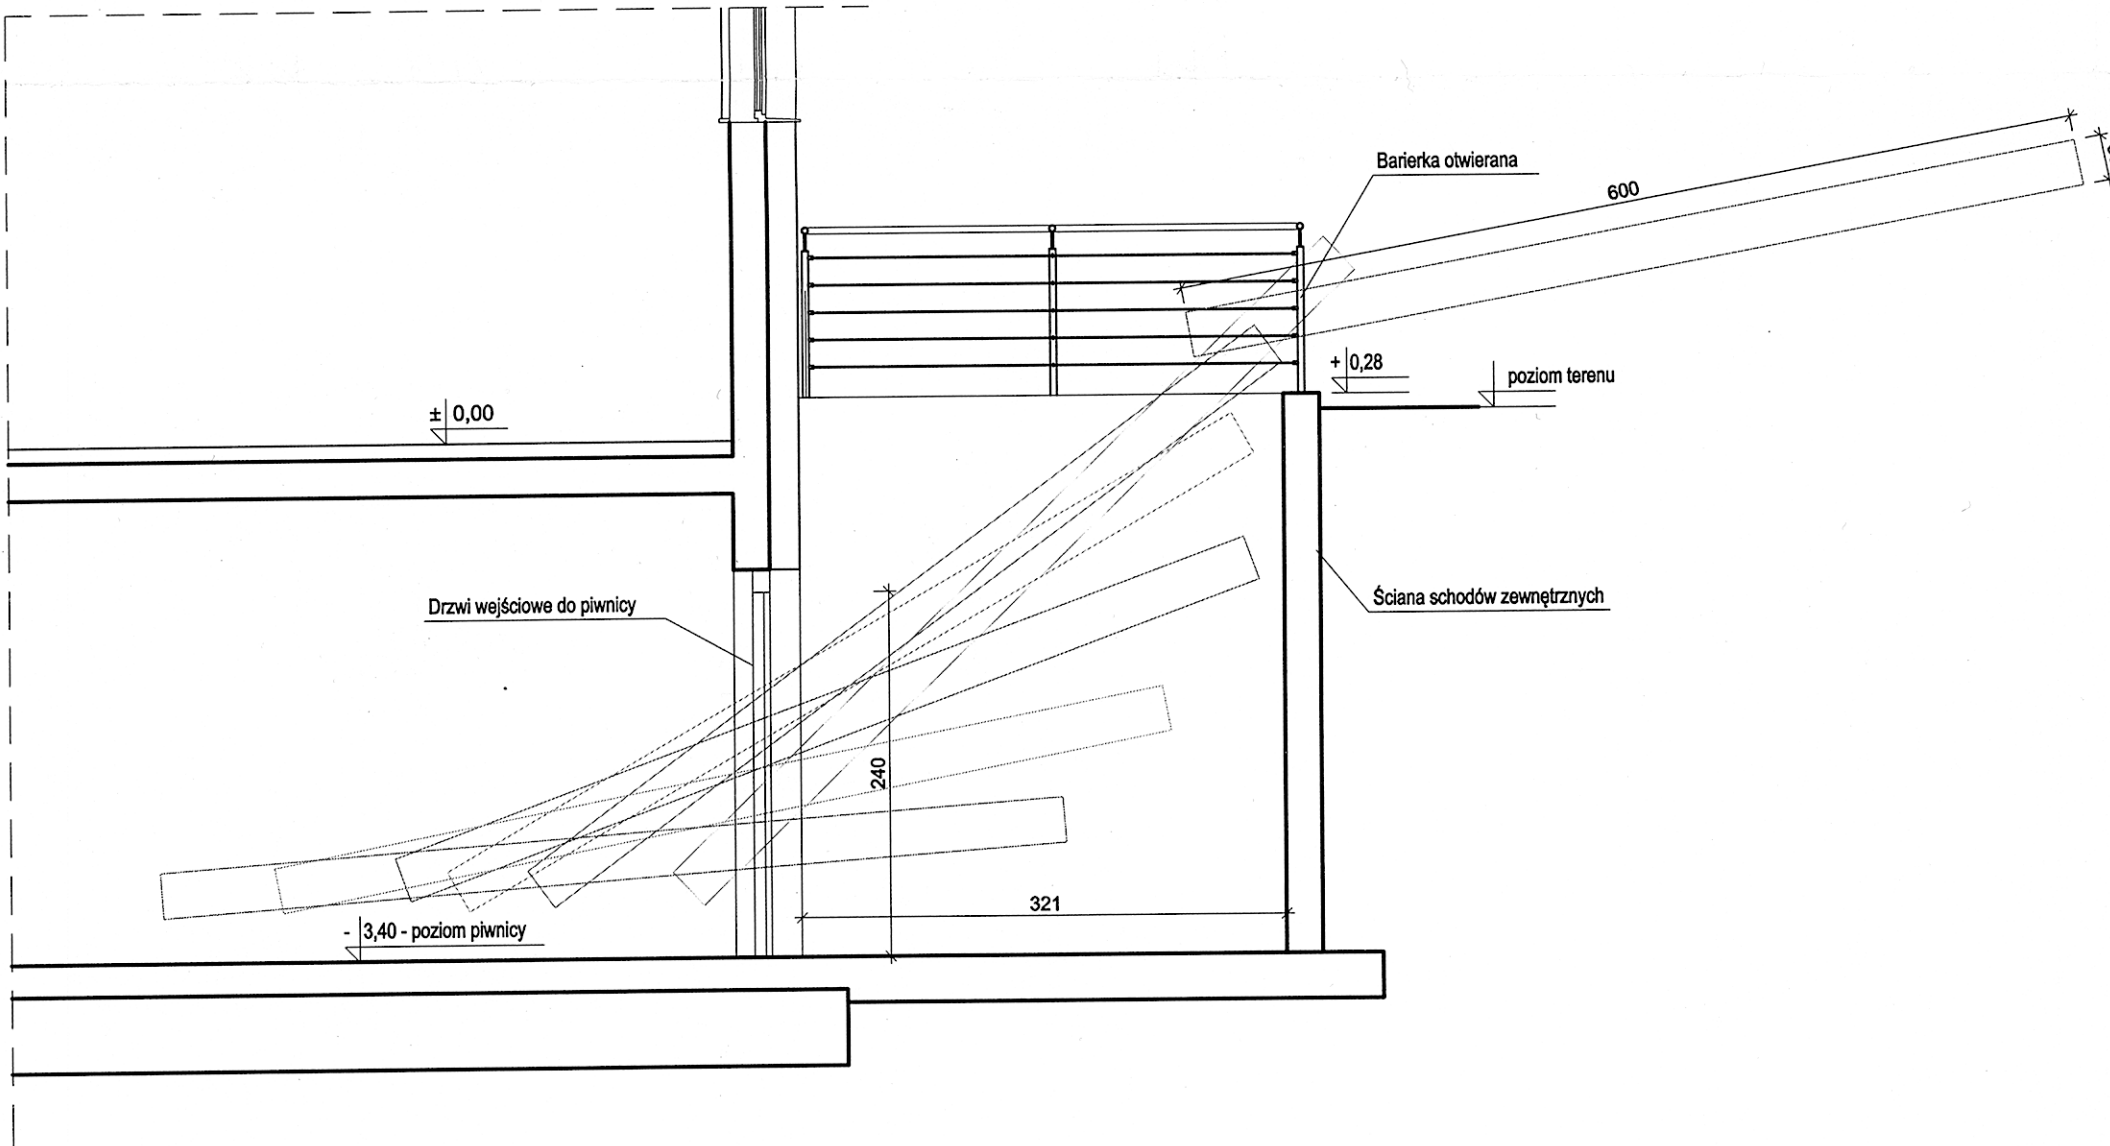 Barierka otwierana
600
+ 0,28
poziom terenu
± 0,00
Drzwi wejściowe do piwnicy
Ściana schodów zewnętrznych
240
321
- 3,40 - poziom piwnicy